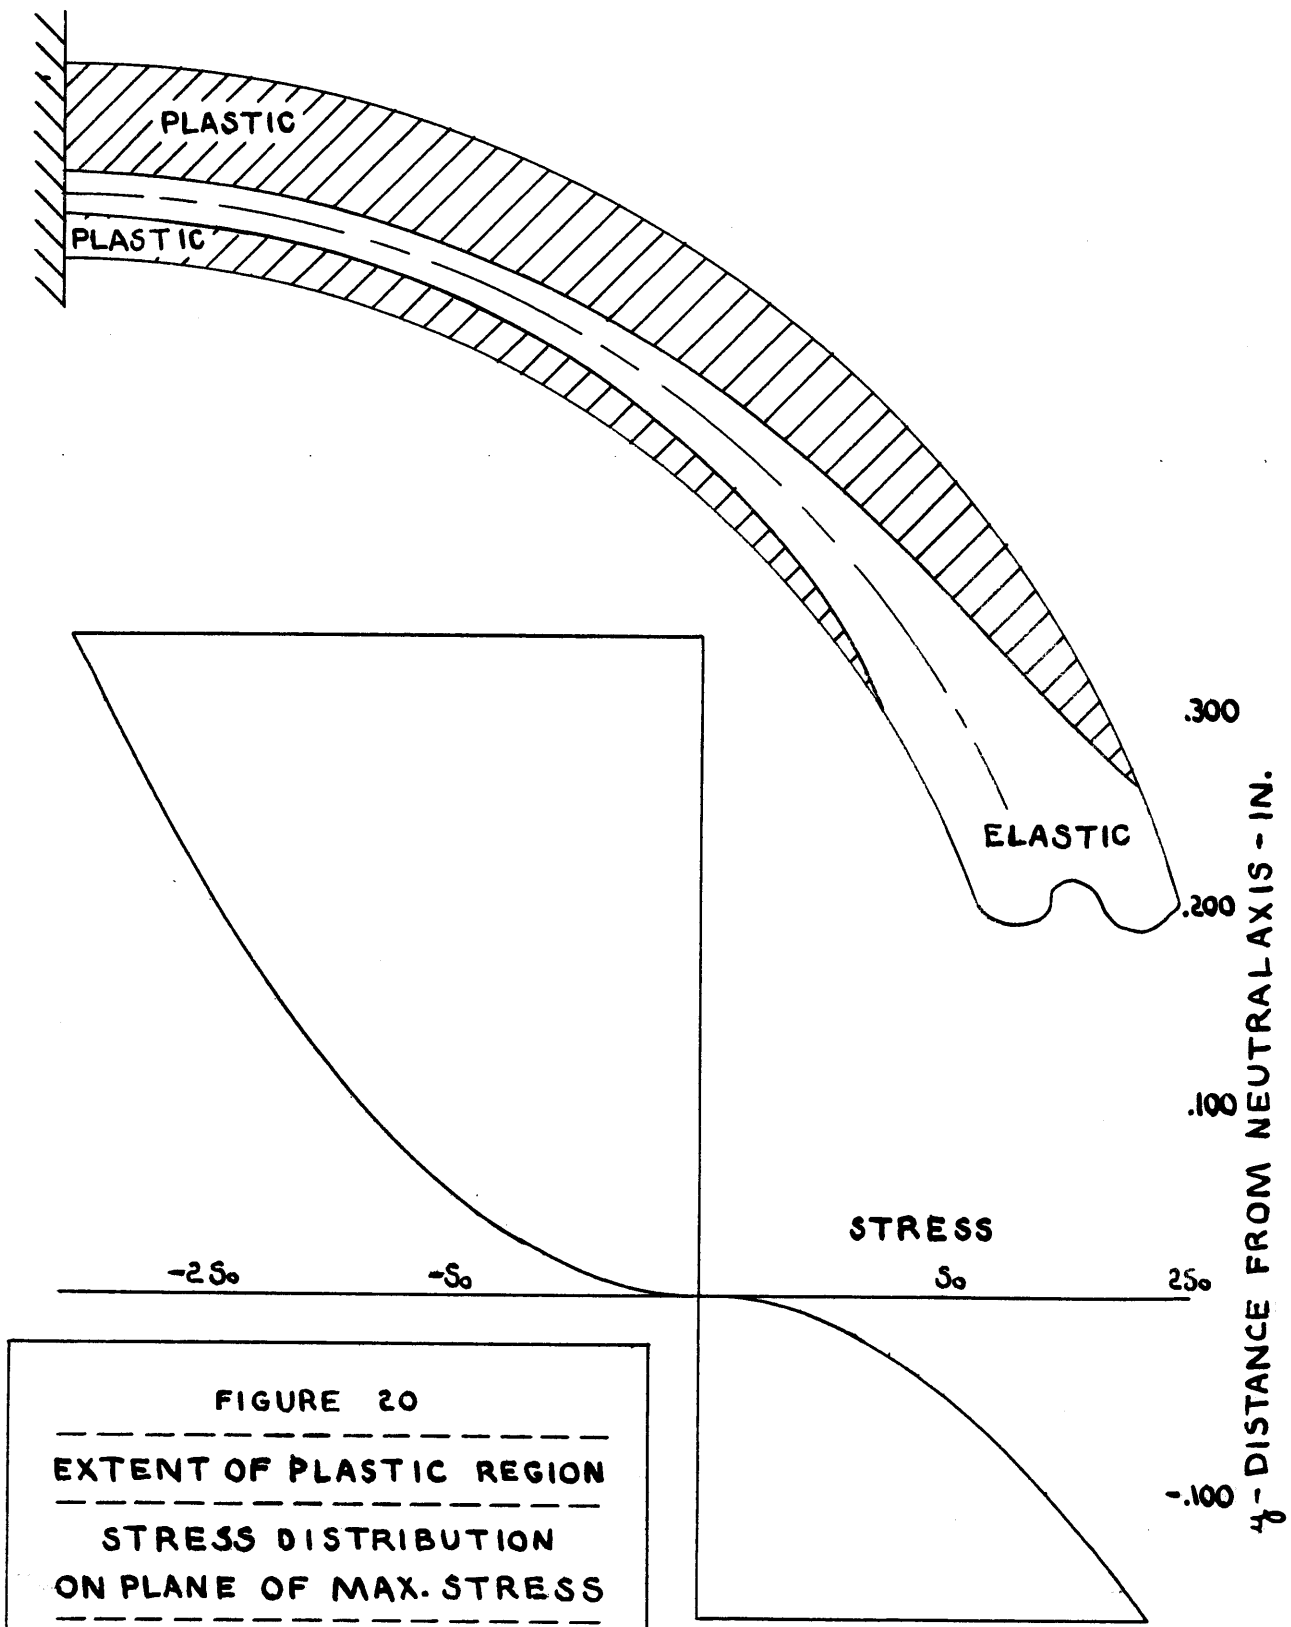 PLASTIC
PLASTIC
ELASTIC
.300
.200
.100
-.100
y-DISTANCE FROM NEUTRAL AXIS-IN.
STRESS
-2S₀
-S₀
S₀
2S₀
FIGURE 20
EXTENT OF PLASTIC REGION
STRESS DISTRIBUTION
ON PLANE OF MAX. STRESS